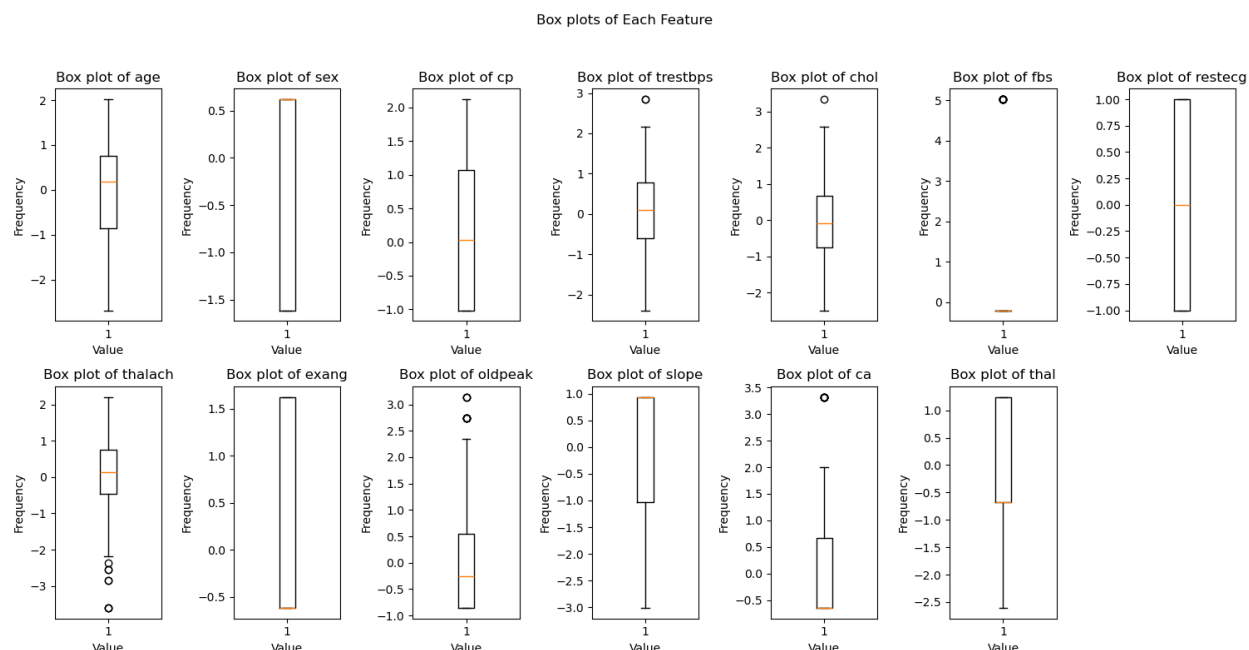 Box plots of Each Feature
Box plot of age
Box plot of sex
Box plot of cp
Box plot of trestbps
Box plot of chol
Box plot of fbs
Box plot of restecg
2
1
0
−1
−2
Frequency
1
Value
0.5
0.0
−0.5
−1.0
−1.5
Frequency
1
Value
2.0
1.5
1.0
0.5
0.0
−0.5
−1.0
Frequency
1
Value
3
2
1
0
−1
−2
Frequency
1
Value
3
2
1
0
−1
−2
Frequency
1
Value
5
4
3
2
1
0
Frequency
1
Value
1.00
0.75
0.50
0.25
0.00
−0.25
−0.50
−0.75
−1.00
Frequency
1
Value
Box plot of thalach
Box plot of exang
Box plot of oldpeak
Box plot of slope
Box plot of ca
Box plot of thal
2
1
0
−1
−2
−3
Frequency
1
Value
1.5
1.0
0.5
0.0
−0.5
Frequency
1
Value
3.0
2.5
2.0
1.5
1.0
0.5
0.0
−0.5
−1.0
Frequency
1
Value
1.0
0.5
0.0
−0.5
−1.0
−1.5
−2.0
−2.5
−3.0
Frequency
1
Value
3.5
3.0
2.5
2.0
1.5
1.0
0.5
0.0
−0.5
Frequency
1
Value
1.0
0.5
0.0
−0.5
−1.0
−1.5
−2.0
−2.5
Frequency
1
Value